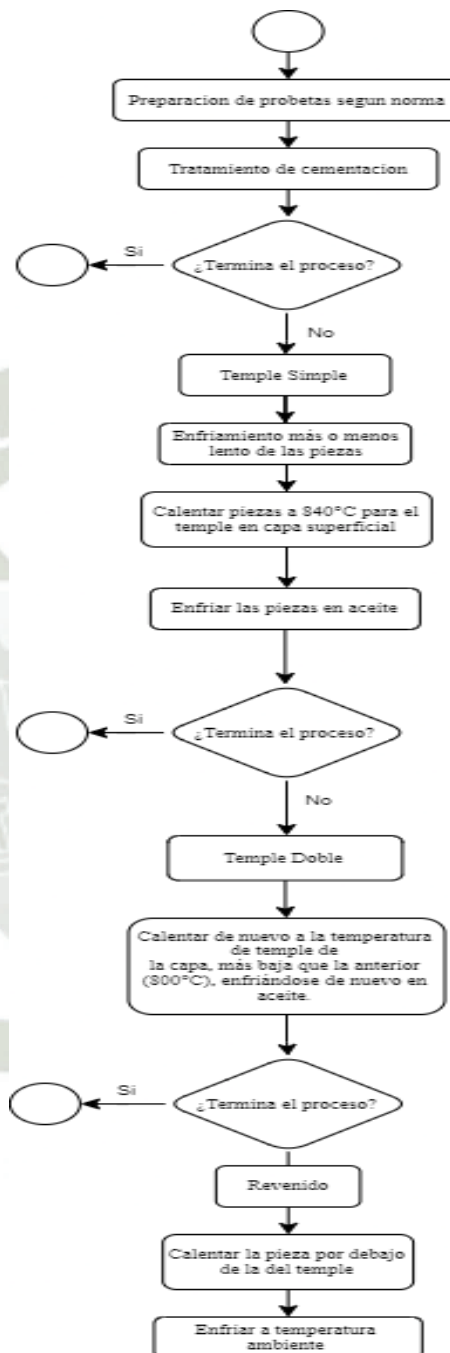 Preparacion de probetas segun norma
Tratamiento de cementacion
¿Termina el proceso?
Si
No
Temple Simple
Enfriamiento más o menos
lento de las piezas
Calentar piezas a 840°C para el
temple en capa superficial
Enfriar las piezas en aceite
¿Termina el proceso?
Si
No
Temple Doble
Calentar de nuevo a la temperatura
de temple de
la capa, más baja que la anterior
(800°C), enfriándose de nuevo en
aceite.
¿Termina el proceso?
Si
Revenido
Calentar la pieza por debajo
de la del temple
Enfriar a temperatura
ambiente